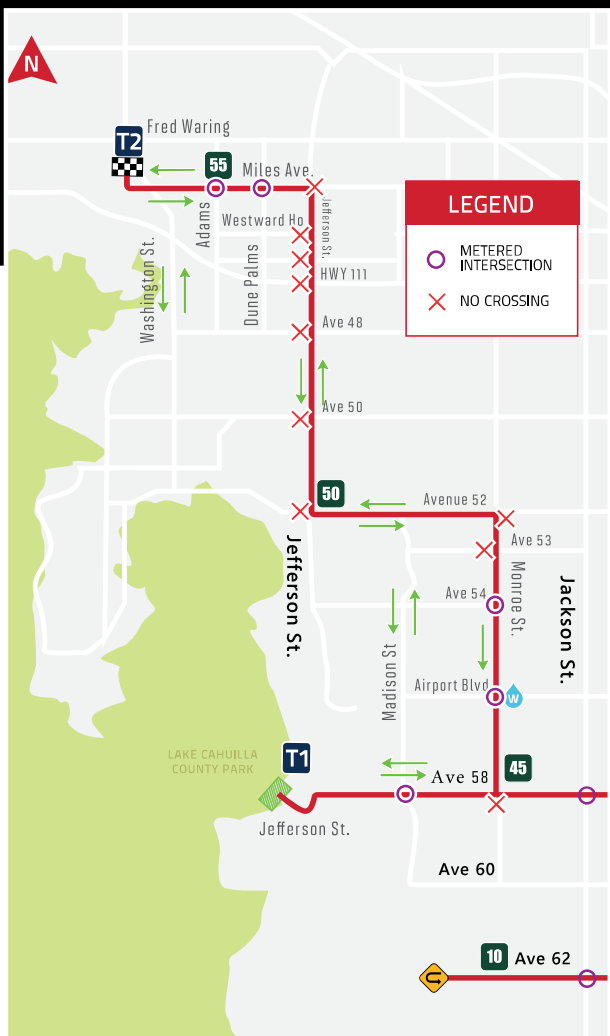 N
Fred Waring
T2
55
Miles Ave.
Adams
Westward Ho
Jefferson St.
Dune Palms
HWY 111
Washington St.
Ave 48
Ave 50
LEGEND
METERED
INTERSECTION
NO CROSSING
50
Avenue 52
Ave 53
Jefferson St.
Monroe St.
Ave 54
Jackson St.
Madison St
Airport Blvd
W
LAKE CAHUILLA
COUNTY PARK
T1
45
Ave 58
Jefferson St.
Ave 60
10
Ave 62